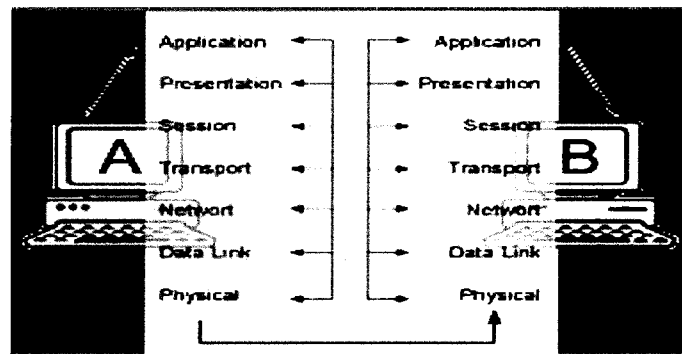 Application Application
Presentation Presentation
Session Session
A Transport Transport B
Network Network
Data Link Data Link
Physical Physical